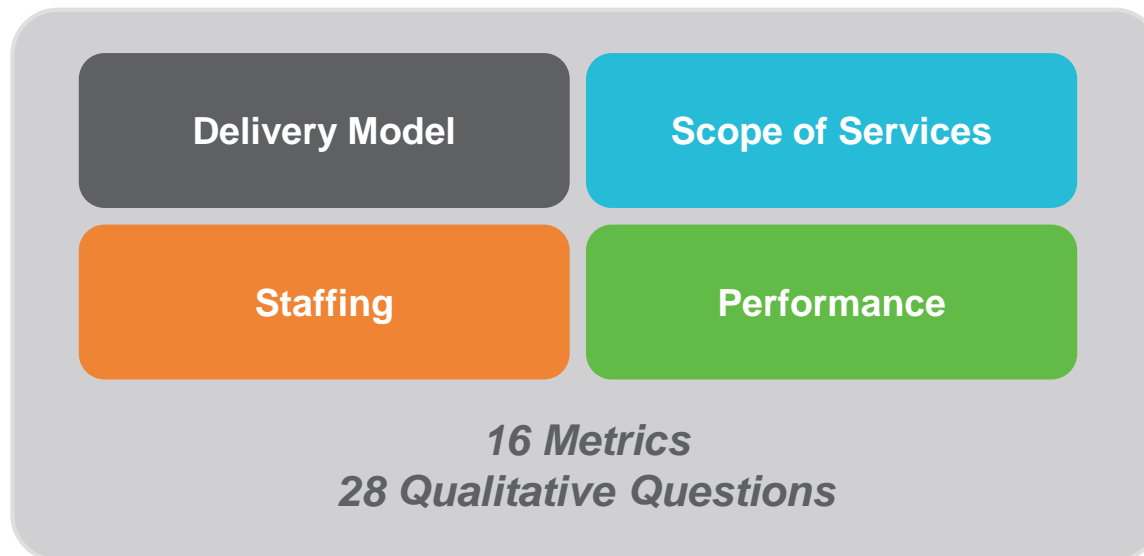 Delivery Model
Scope of Services
Staffing
Performance
16 Metrics
28 Qualitative Questions